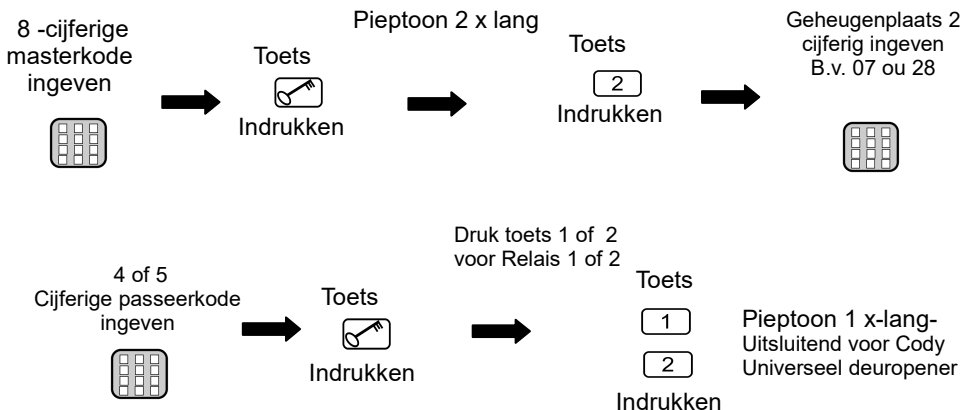 8 -cijferige
masterkode
ingeven
Toets
Indrukken
Pieptoon 2 x lang
Toets
2
Indrukken
Geheugenplaats 2
cijferig ingeven
B.v. 07 ou 28
4 of 5
Cijferige passeerkode
ingeven
Toets
Indrukken
Druk toets 1 of 2
voor Relais 1 of 2
Toets
1
2
Indrukken
Pieptoon 1 x-lang-
Uitsluitend voor Cody
Universeel deuropener